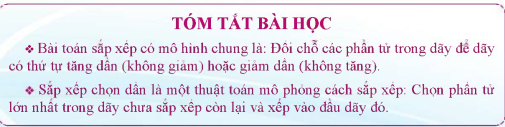 TÓM TẮT BÀI HỌC
❖ Bài toán sắp xếp có mô hình chung là: Đổi chỗ các phần tử trong dãy để dãy
có thứ tự tăng dần (không giảm) hoặc giảm dần (không tăng).
❖ Sắp xếp chọn dần là một thuật toán mô phỏng cách sắp xếp: Chọn phần tử
lớn nhất trong dãy chưa sắp xếp còn lại và xếp vào đầu dãy đó.